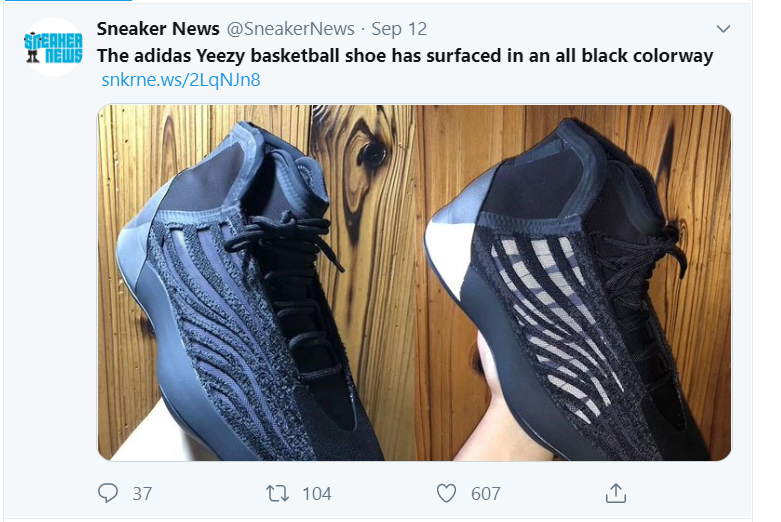 SNEAKER
NEWS
Sneaker News @SneakerNews · Sep 12
The adidas Yeezy basketball shoe has surfaced in an all black colorway
snkrne.ws/2LqNJn8
37 104 607